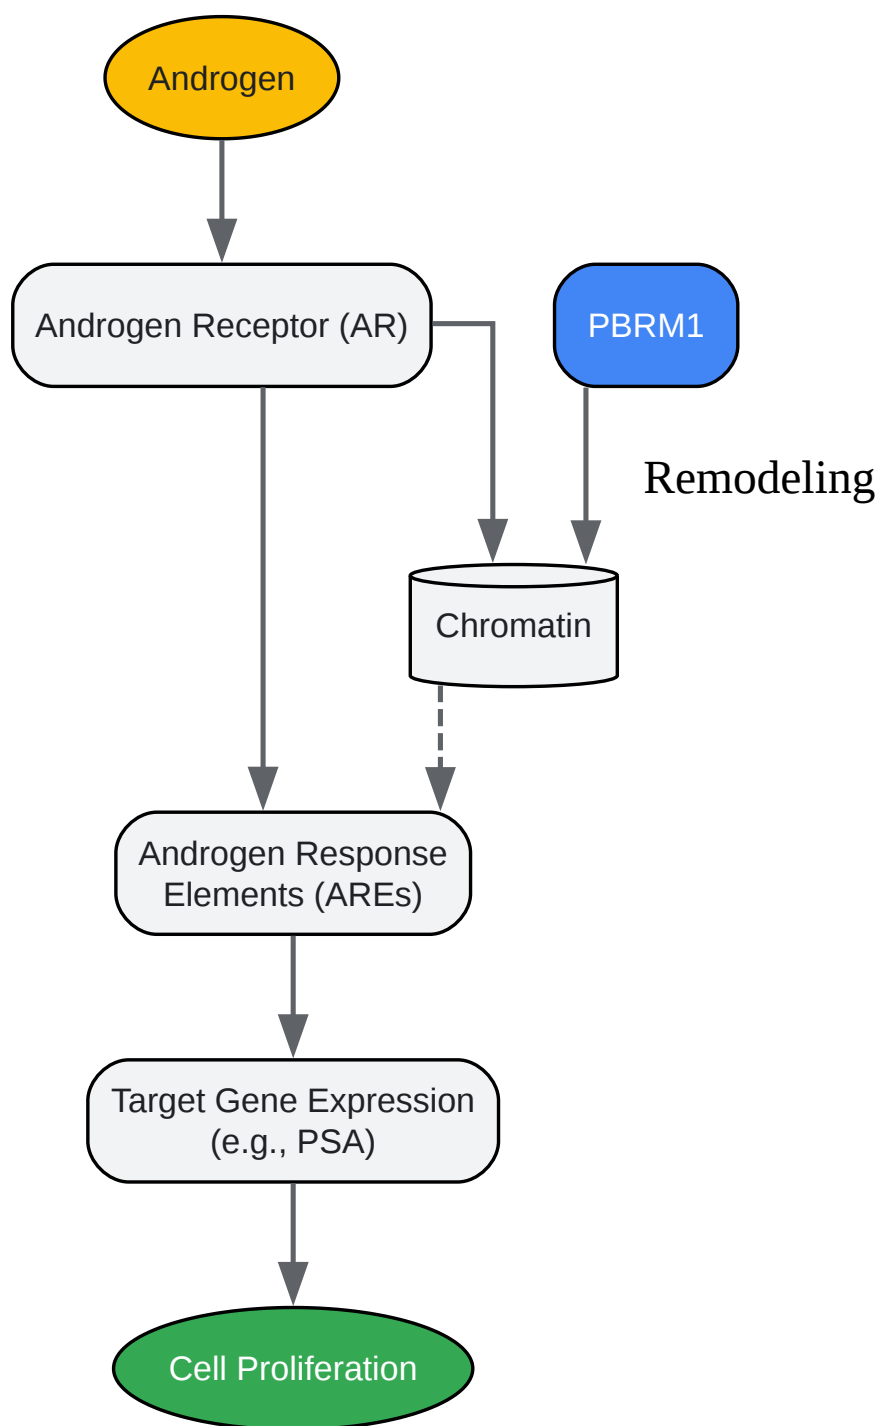 Androgen
Androgen Receptor (AR)
PBRM1
Remodeling
Chromatin
Androgen Response
Elements (AREs)
Target Gene Expression
(e.g., PSA)
Cell Proliferation